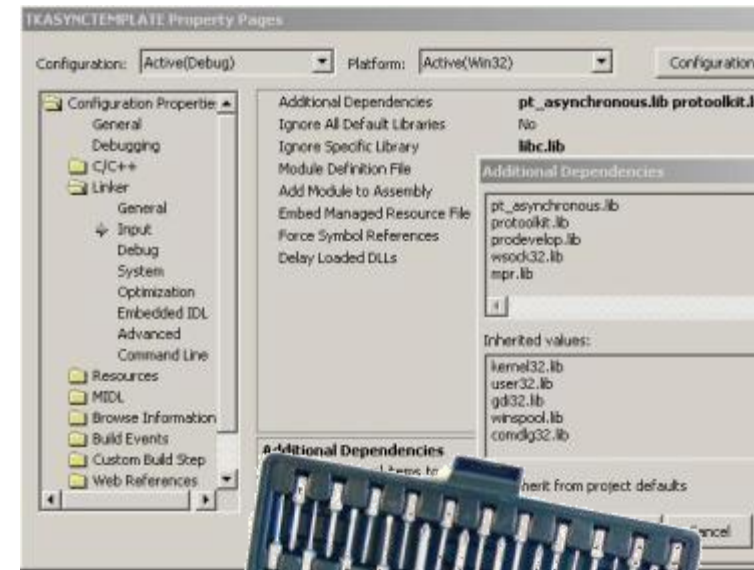 TKASYNCTEMPLATE Property Pages
Configuration: Active(Debug) Platform: Active(Win32) Configuration
Configuration Propertie
General
Debugging
C/C++
Linker
General
Input
Debug
System
Optimization
Embedded IDL
Advanced
Command Line
Resources
MIDL
Browse Information
Build Events
Custom Build Step
Web References
Additional Dependencies pt_asynchronous.lib protoolkit.l
Ignore All Default Libraries No
Ignore Specific Library libc.lib
Module Definition File
Add Module to Assembly
Embed Managed Resource File
Force Symbol References
Delay Loaded DLLs
Additional Dependencies
Additional Dependencies
pt_asynchronous.lib
protoolkit.lib
prodevelop.lib
wsock32.lib
mpr.lib
Inherited values:
kernel32.lib
user32.lib
gdi32.lib
winspool.lib
comdlg32.lib
herit from project defaults
ancel